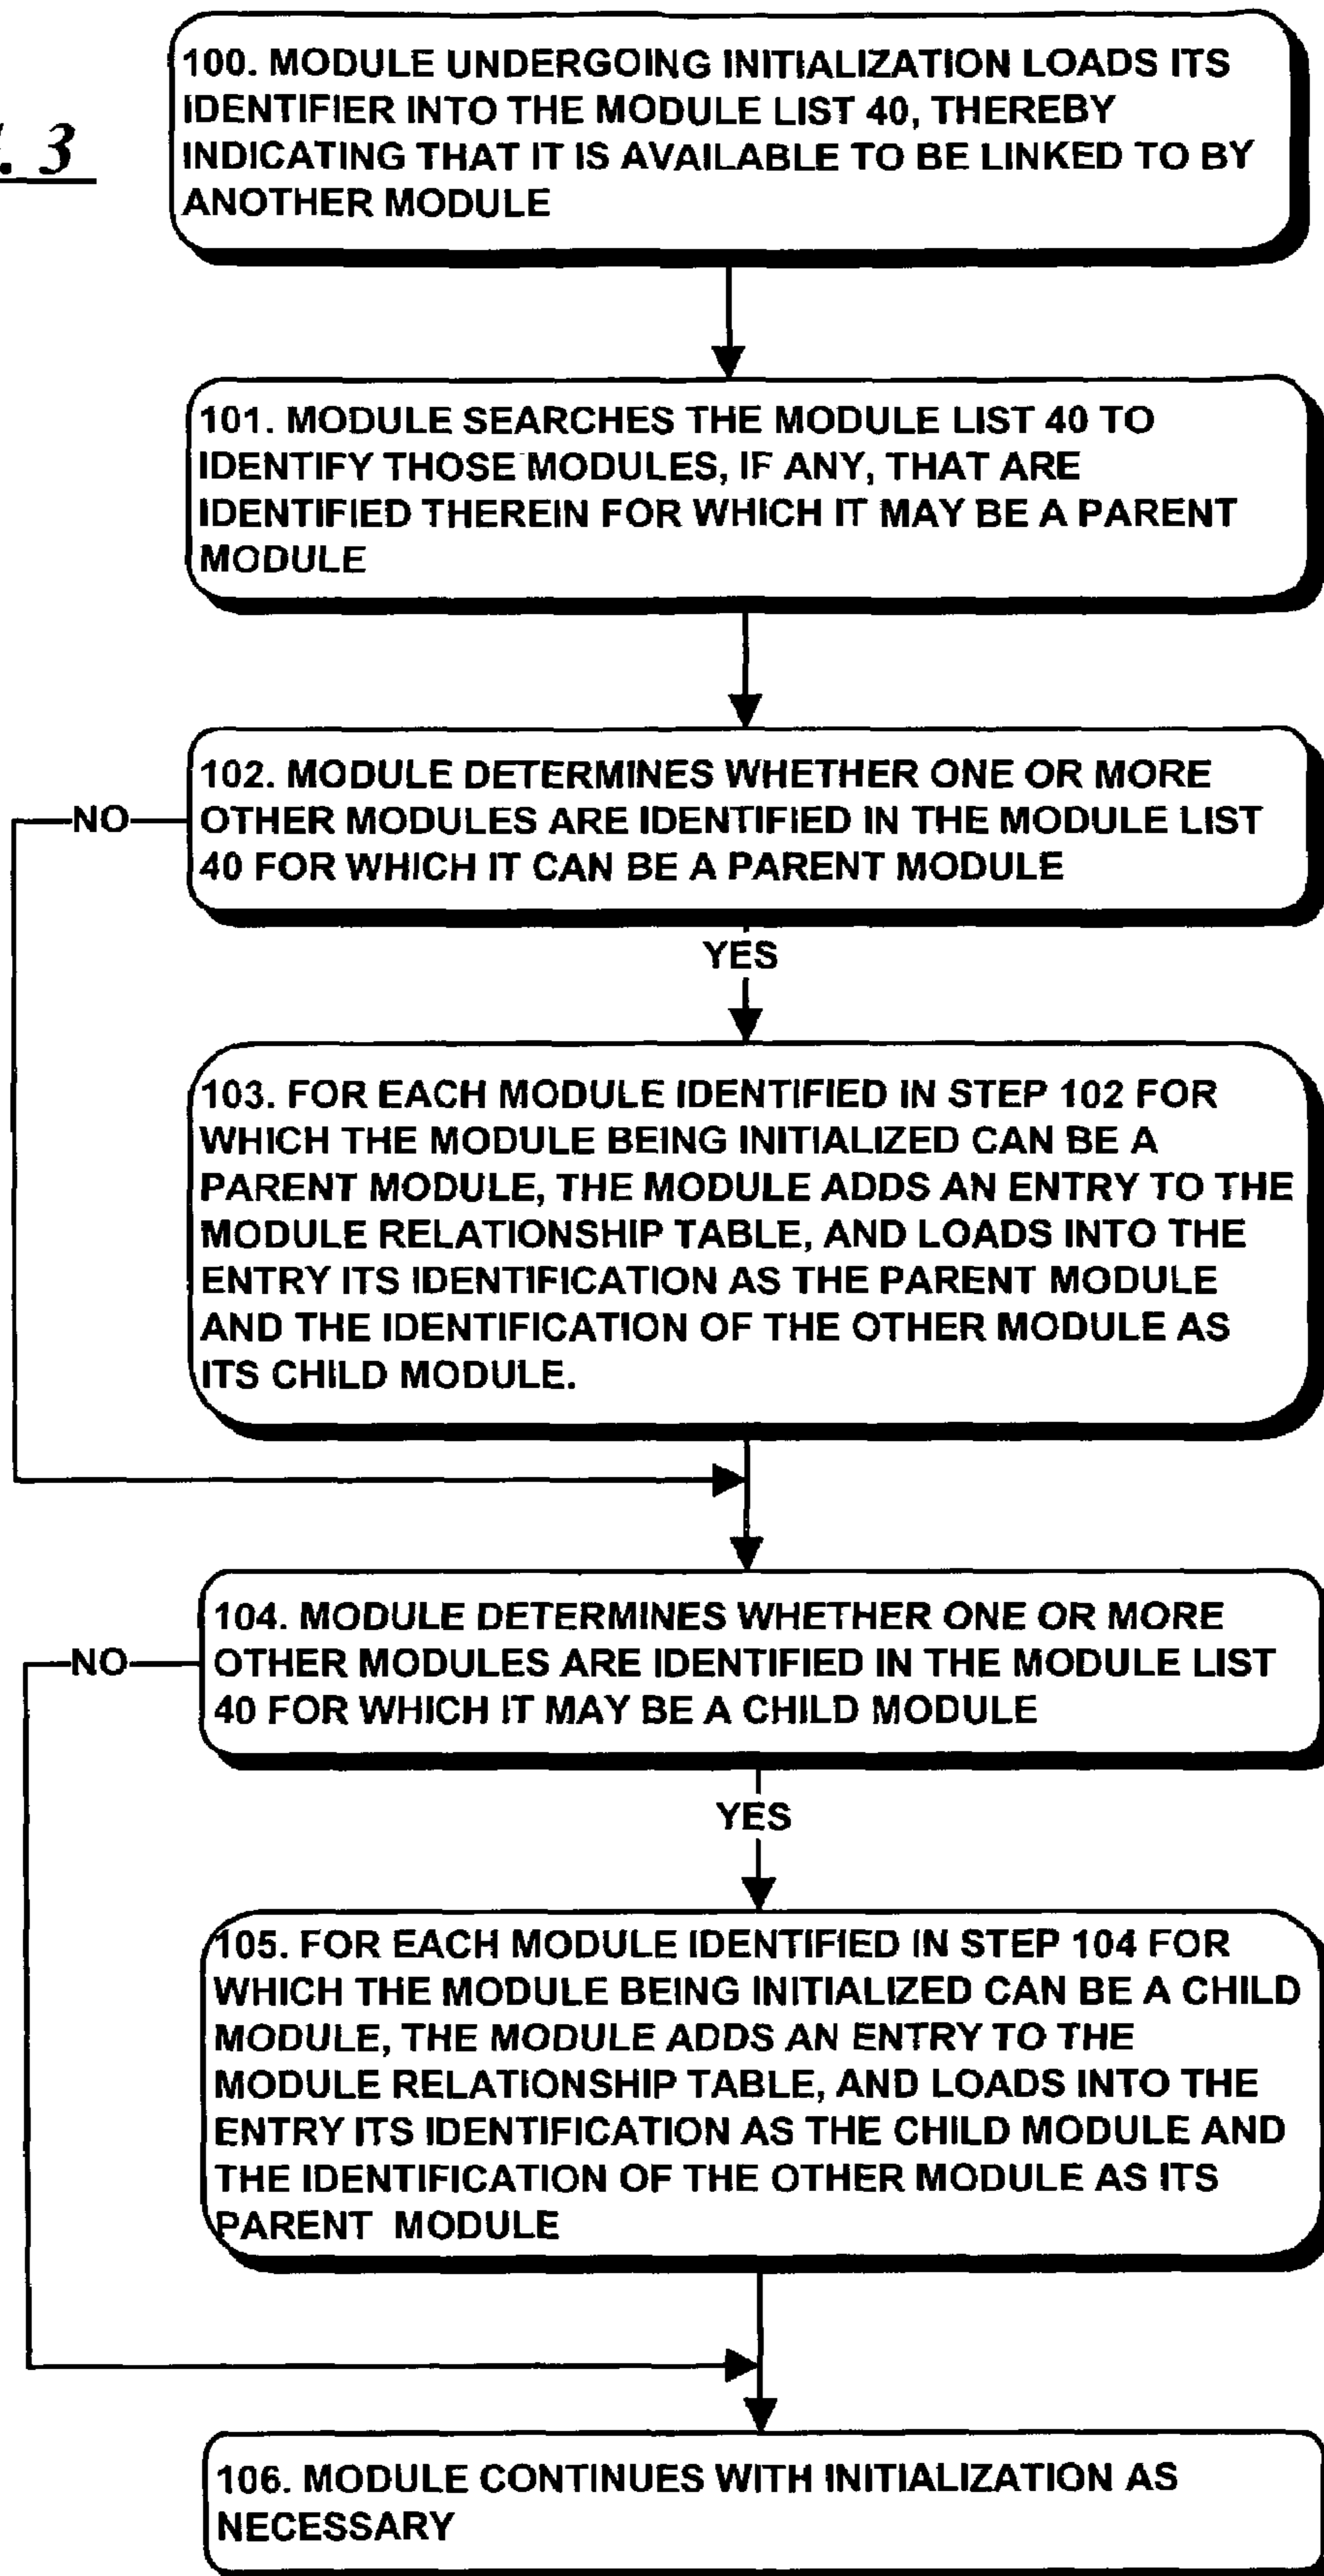 . 3
100. MODULE UNDERGOING INITIALIZATION LOADS ITS
IDENTIFIER INTO THE MODULE LIST 40, THEREBY
INDICATING THAT IT IS AVAILABLE TO BE LINKED TO BY
ANOTHER MODULE
101. MODULE SEARCHES THE MODULE LIST 40 TO
IDENTIFY THOSE MODULES, IF ANY, THAT ARE
IDENTIFIED THEREIN FOR WHICH IT MAY BE A PARENT
MODULE
102. MODULE DETERMINES WHETHER ONE OR MORE
OTHER MODULES ARE IDENTIFIED IN THE MODULE LIST
40 FOR WHICH IT CAN BE A PARENT MODULE
NO
YES
103. FOR EACH MODULE IDENTIFIED IN STEP 102 FOR
WHICH THE MODULE BEING INITIALIZED CAN BE A
PARENT MODULE, THE MODULE ADDS AN ENTRY TO THE
MODULE RELATIONSHIP TABLE, AND LOADS INTO THE
ENTRY ITS IDENTIFICATION AS THE PARENT MODULE
AND THE IDENTIFICATION OF THE OTHER MODULE AS
ITS CHILD MODULE.
104. MODULE DETERMINES WHETHER ONE OR MORE
OTHER MODULES ARE IDENTIFIED IN THE MODULE LIST
40 FOR WHICH IT MAY BE A CHILD MODULE
NO
YES
105. FOR EACH MODULE IDENTIFIED IN STEP 104 FOR
WHICH THE MODULE BEING INITIALIZED CAN BE A CHILD
MODULE, THE MODULE ADDS AN ENTRY TO THE
MODULE RELATIONSHIP TABLE, AND LOADS INTO THE
ENTRY ITS IDENTIFICATION AS THE CHILD MODULE AND
THE IDENTIFICATION OF THE OTHER MODULE AS ITS
PARENT MODULE
106. MODULE CONTINUES WITH INITIALIZATION AS
NECESSARY